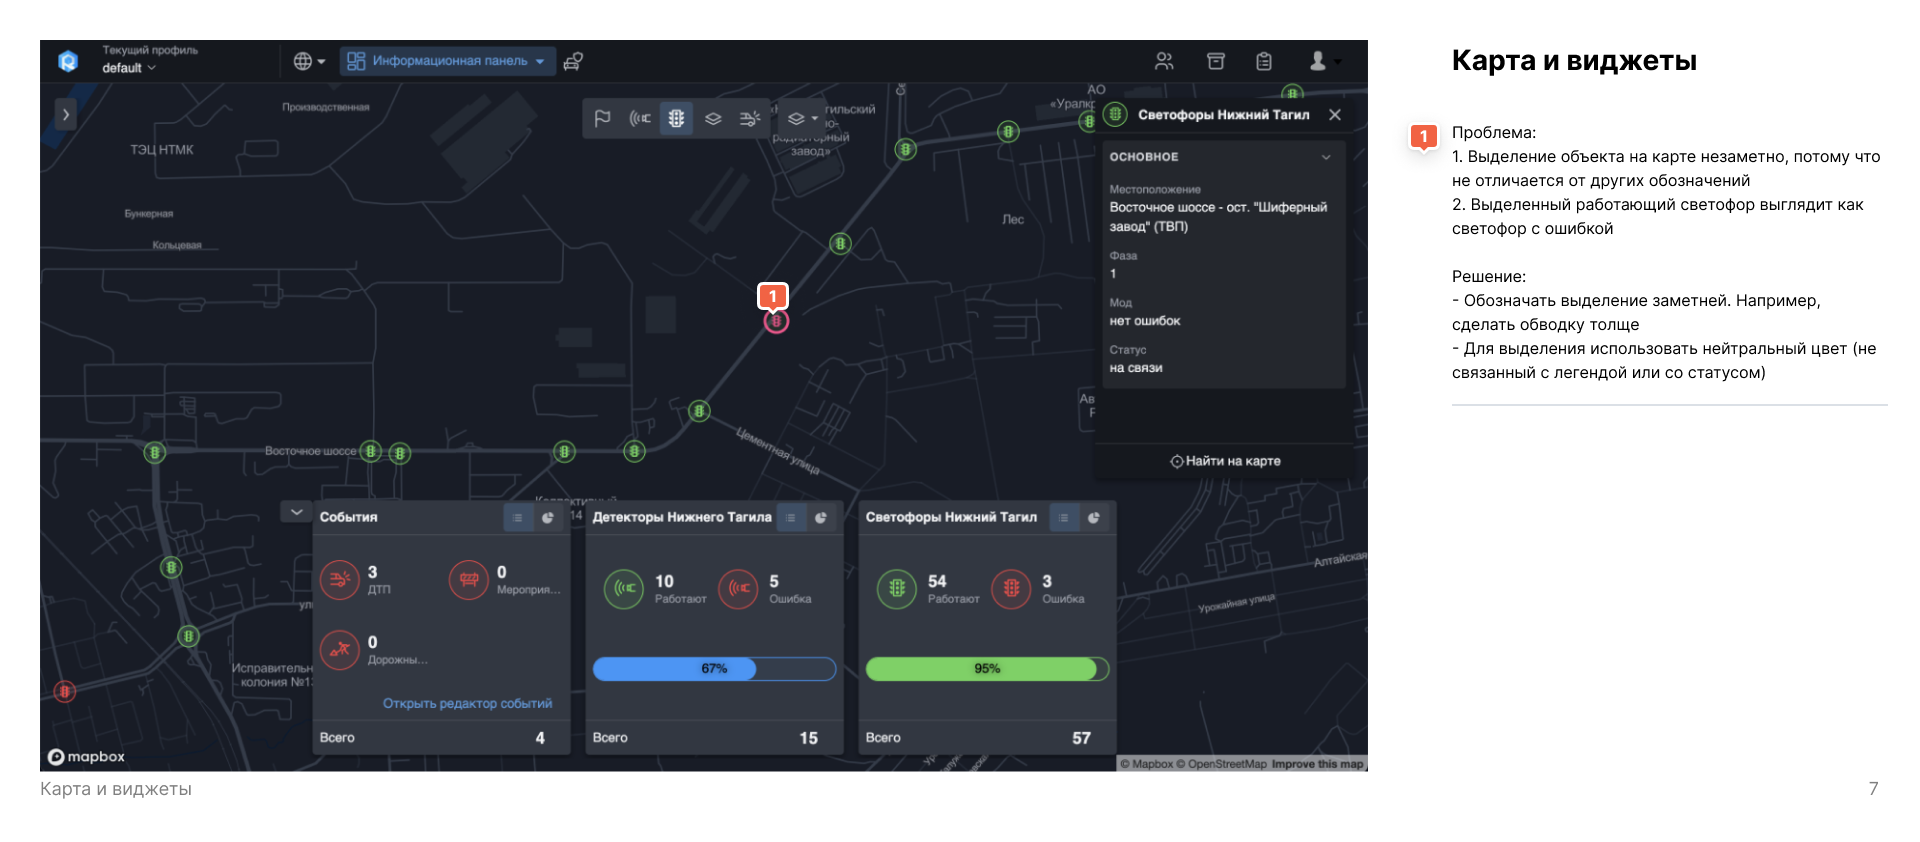 Текущий профиль
default
Информационная панель
Производственная
ТЭЦ НТМК
Бункерная
Кольцевая
завод»
АО
Лес
1
Восточное шоссе
Цементная улица
Алтайская
Урожайная улица
Исправительн
колония №1
Светофоры Нижний Тагил
ОСНОВНОЕ
Местоположение
Восточное шоссе - ост. "Шиферный
завод" (ТВП)
Фаза
1
Мод
нет ошибок
Статус
на связи
Найти на карте
События
3
ДТП
0
Мероприя...
0
Дорожны...
Открыть редактор событий
Всего 4
Детекторы Нижнего Тагила
10
Работают
5
Ошибка
67%
Всего 15
Светофоры Нижний Тагил
54
Работают
3
Ошибка
95%
Всего 57
mapbox
© Mapbox © OpenStreetMap Improve this map
Карта и виджеты
1
Проблема:
1. Выделение объекта на карте незаметно, потому что
не отличается от других обозначений
2. Выделенный работающий светофор выглядит как
светофор с ошибкой
Решение:
- Обозначать выделение заметней. Например,
сделать обводку толще
- Для выделения использовать нейтральный цвет (не
связанный с легендой или со статусом)
Карта и виджеты
7